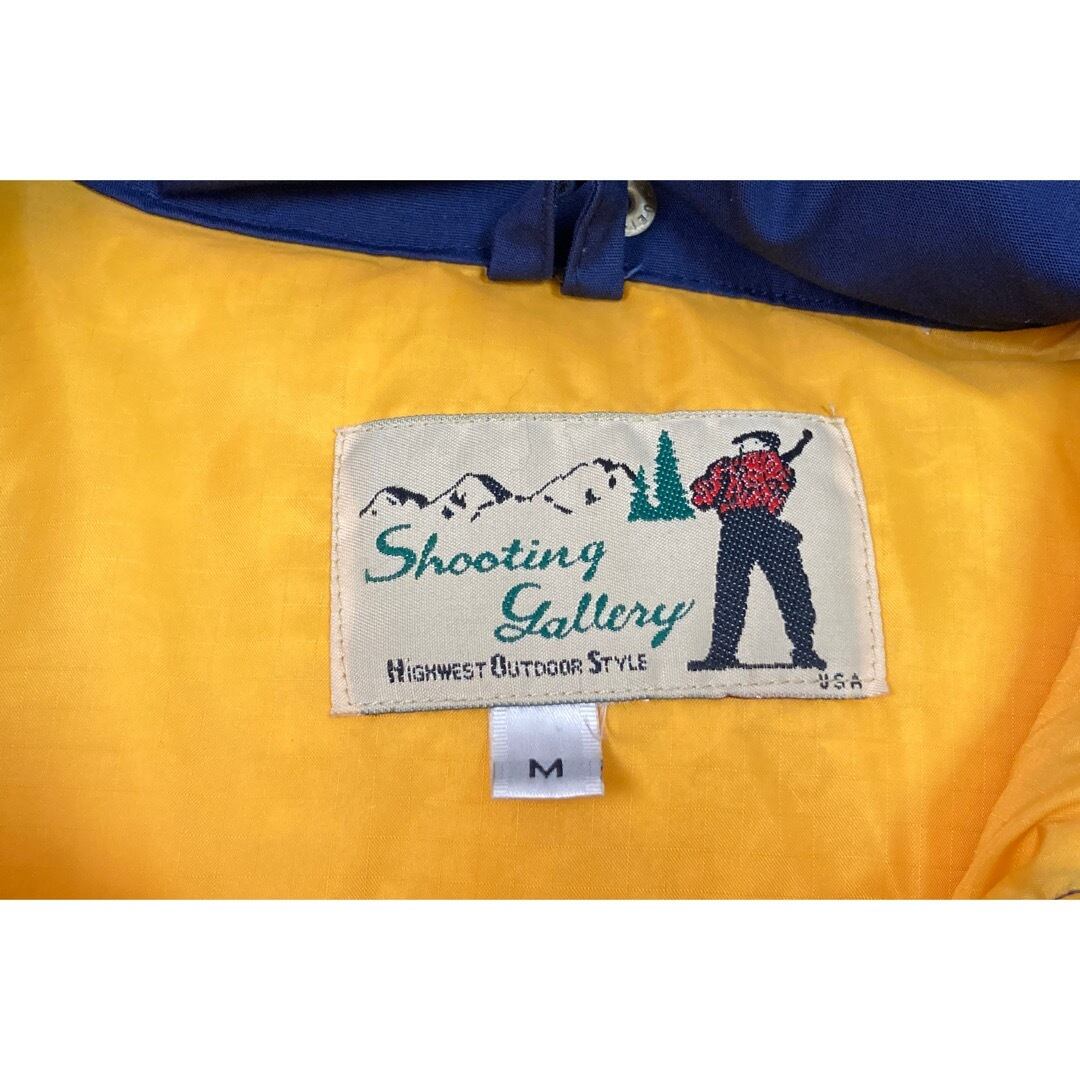 Shooting
Gallery
HIGHWEST OUTDOOR STYLE
USA
M